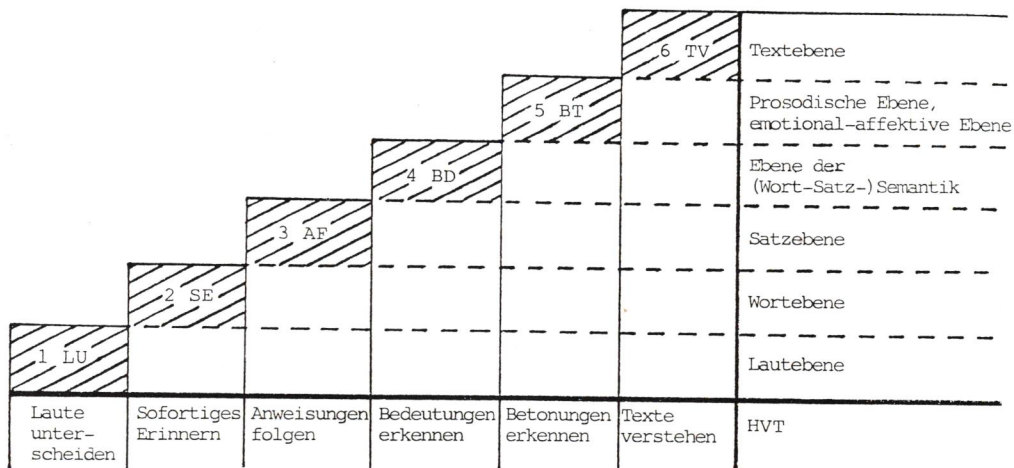 6 TV
Textebene
5 BT
Prosodische Ebene,
emotional-affektive Ebene
4 BD
Ebene der
(Wort-Satz-)Semantik
3 AF
Satzebene
2 SE
Wortebene
1 LU
Lautebene
Laute
unter-
scheiden
Sofortiges
Erinnern
Anweisungen
folgen
Bedeutungen
erkennen
Betonungen
erkennen
Texte
verstehen
HVT